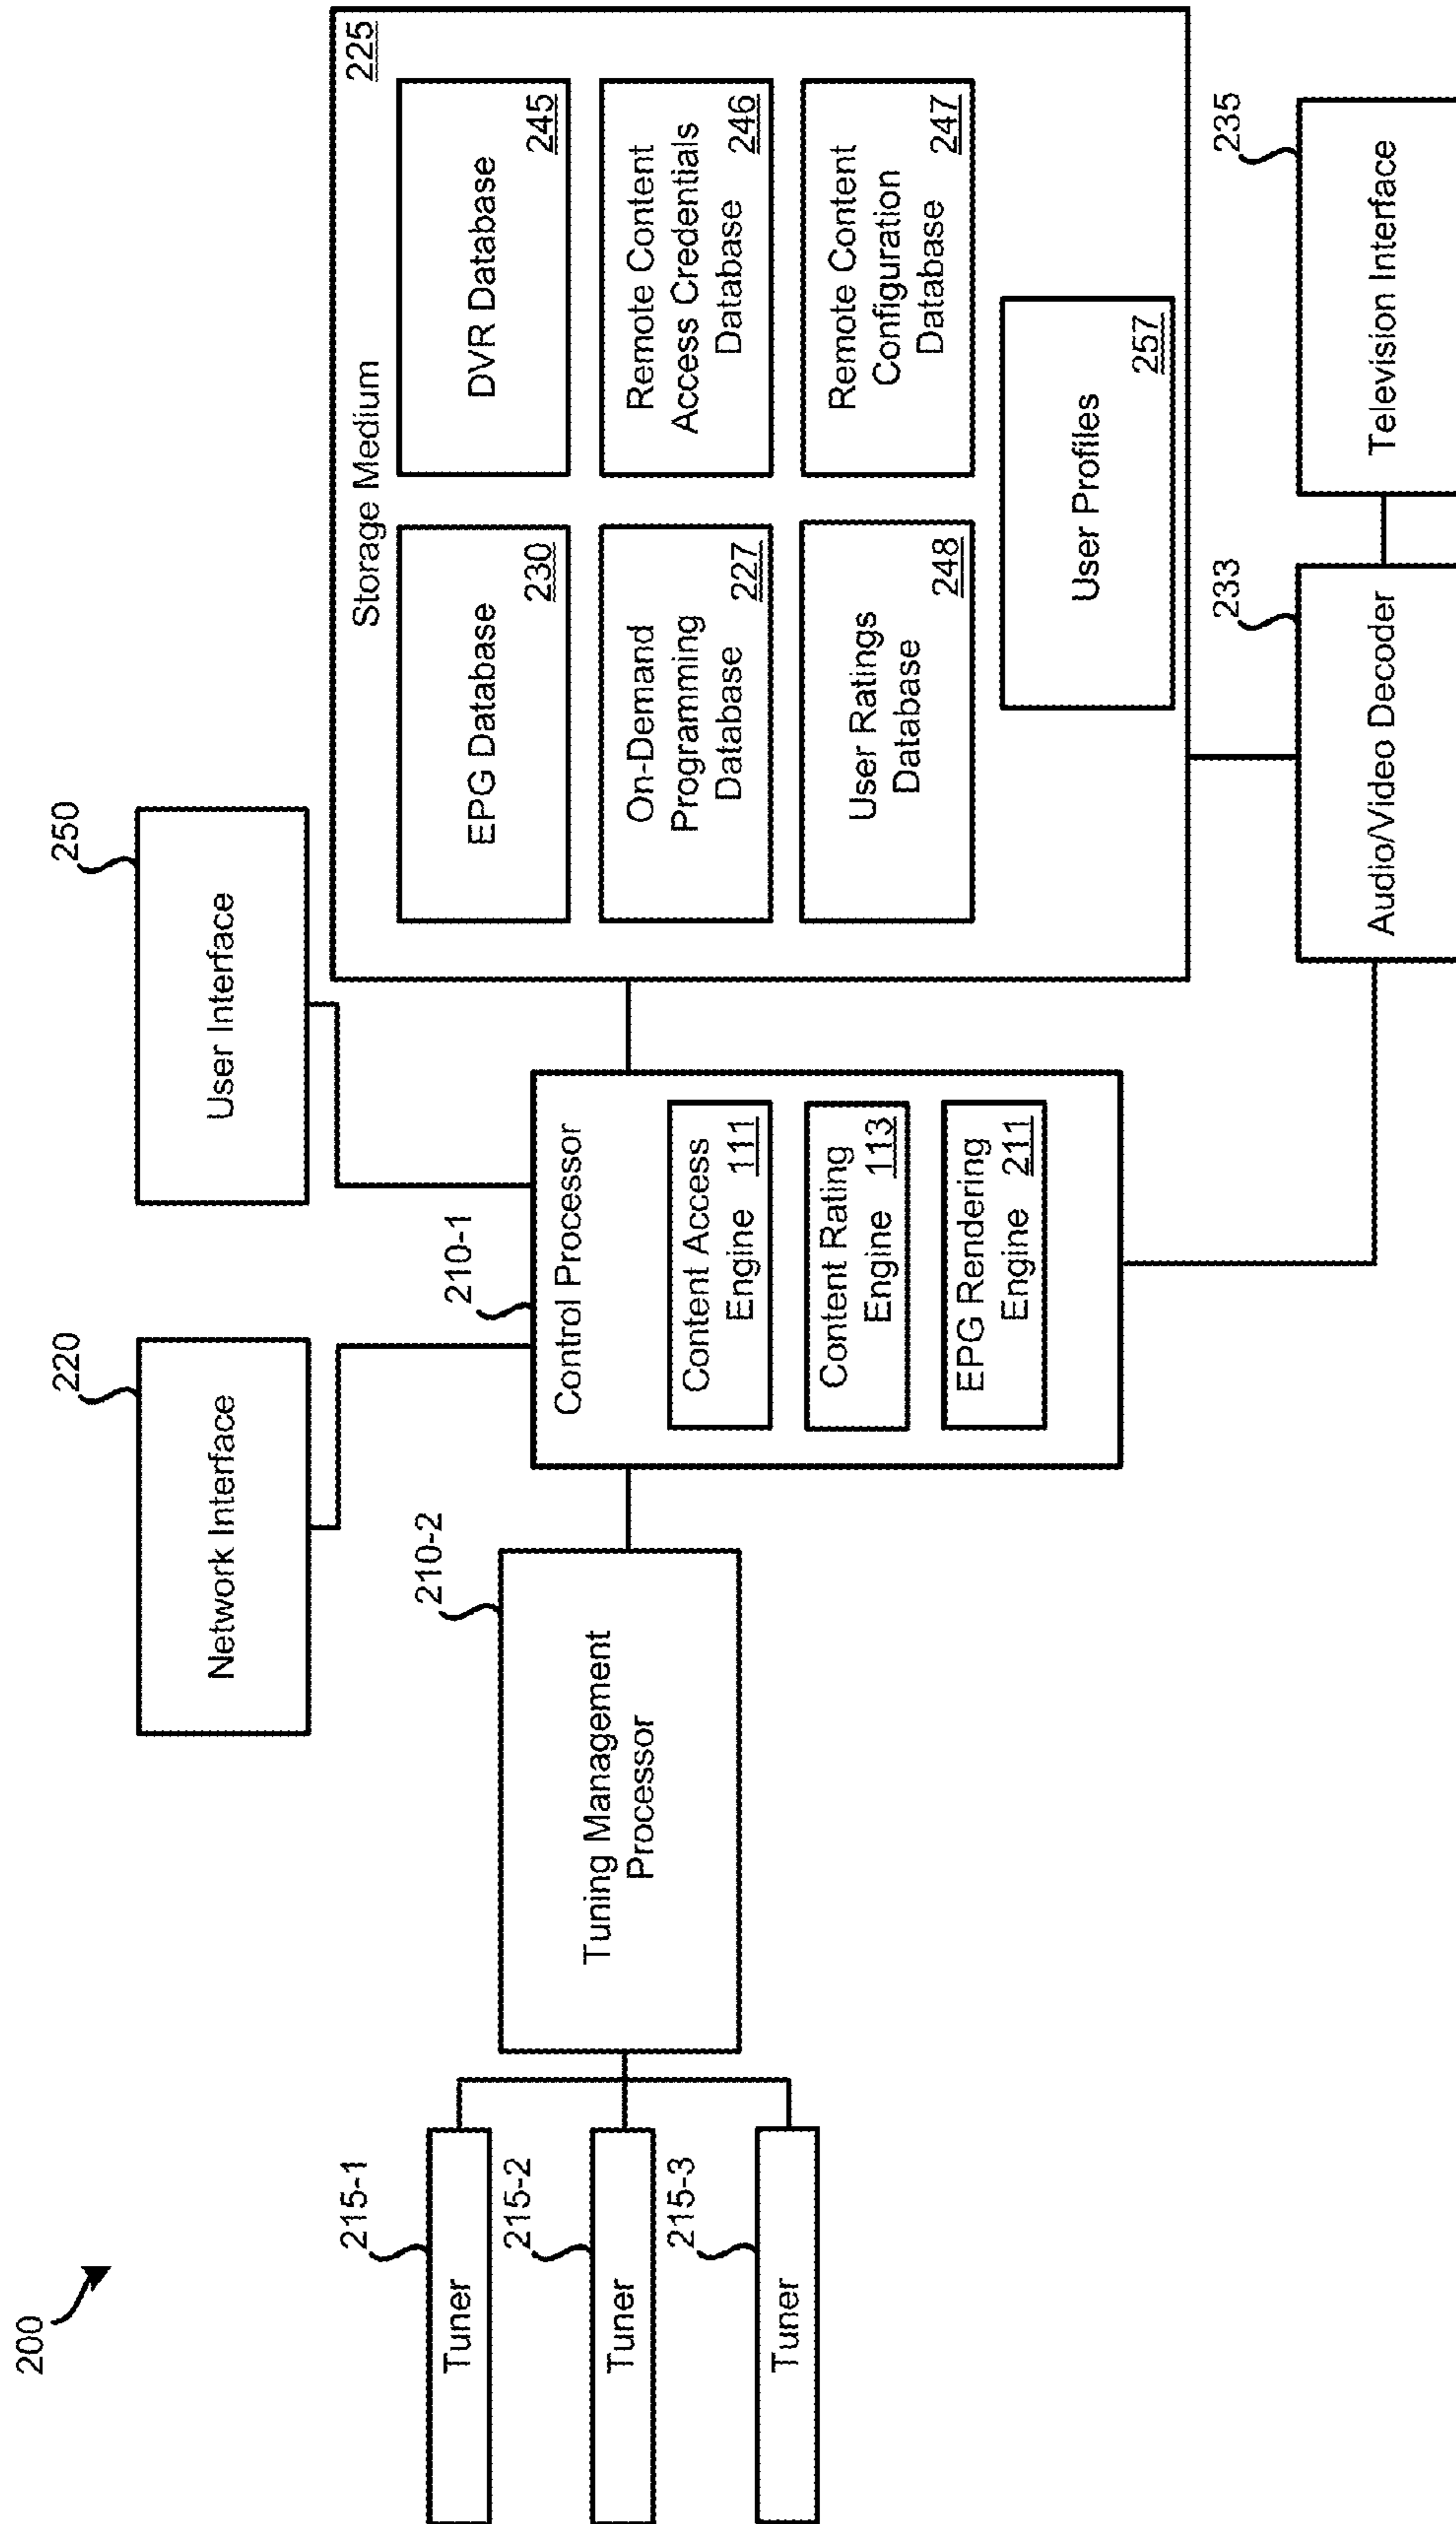 200
220
Network Interface
250
User Interface
215-1
Tuner
215-2
Tuner
215-3
Tuner
210-2
Tuning Management
Processor
210-1
Control Processor
Content Access
Engine 111
Content Rating
Engine 113
EPG Rendering
Engine 211
Storage Medium
225
EPG Database
230
DVR Database
245
On-Demand
Programming
Database
227
Remote Content
Access Credentials
Database
246
User Ratings
Database
248
Remote Content
Configuration
Database
247
User Profiles
257
233
Audio/Video Decoder
235
Television Interface